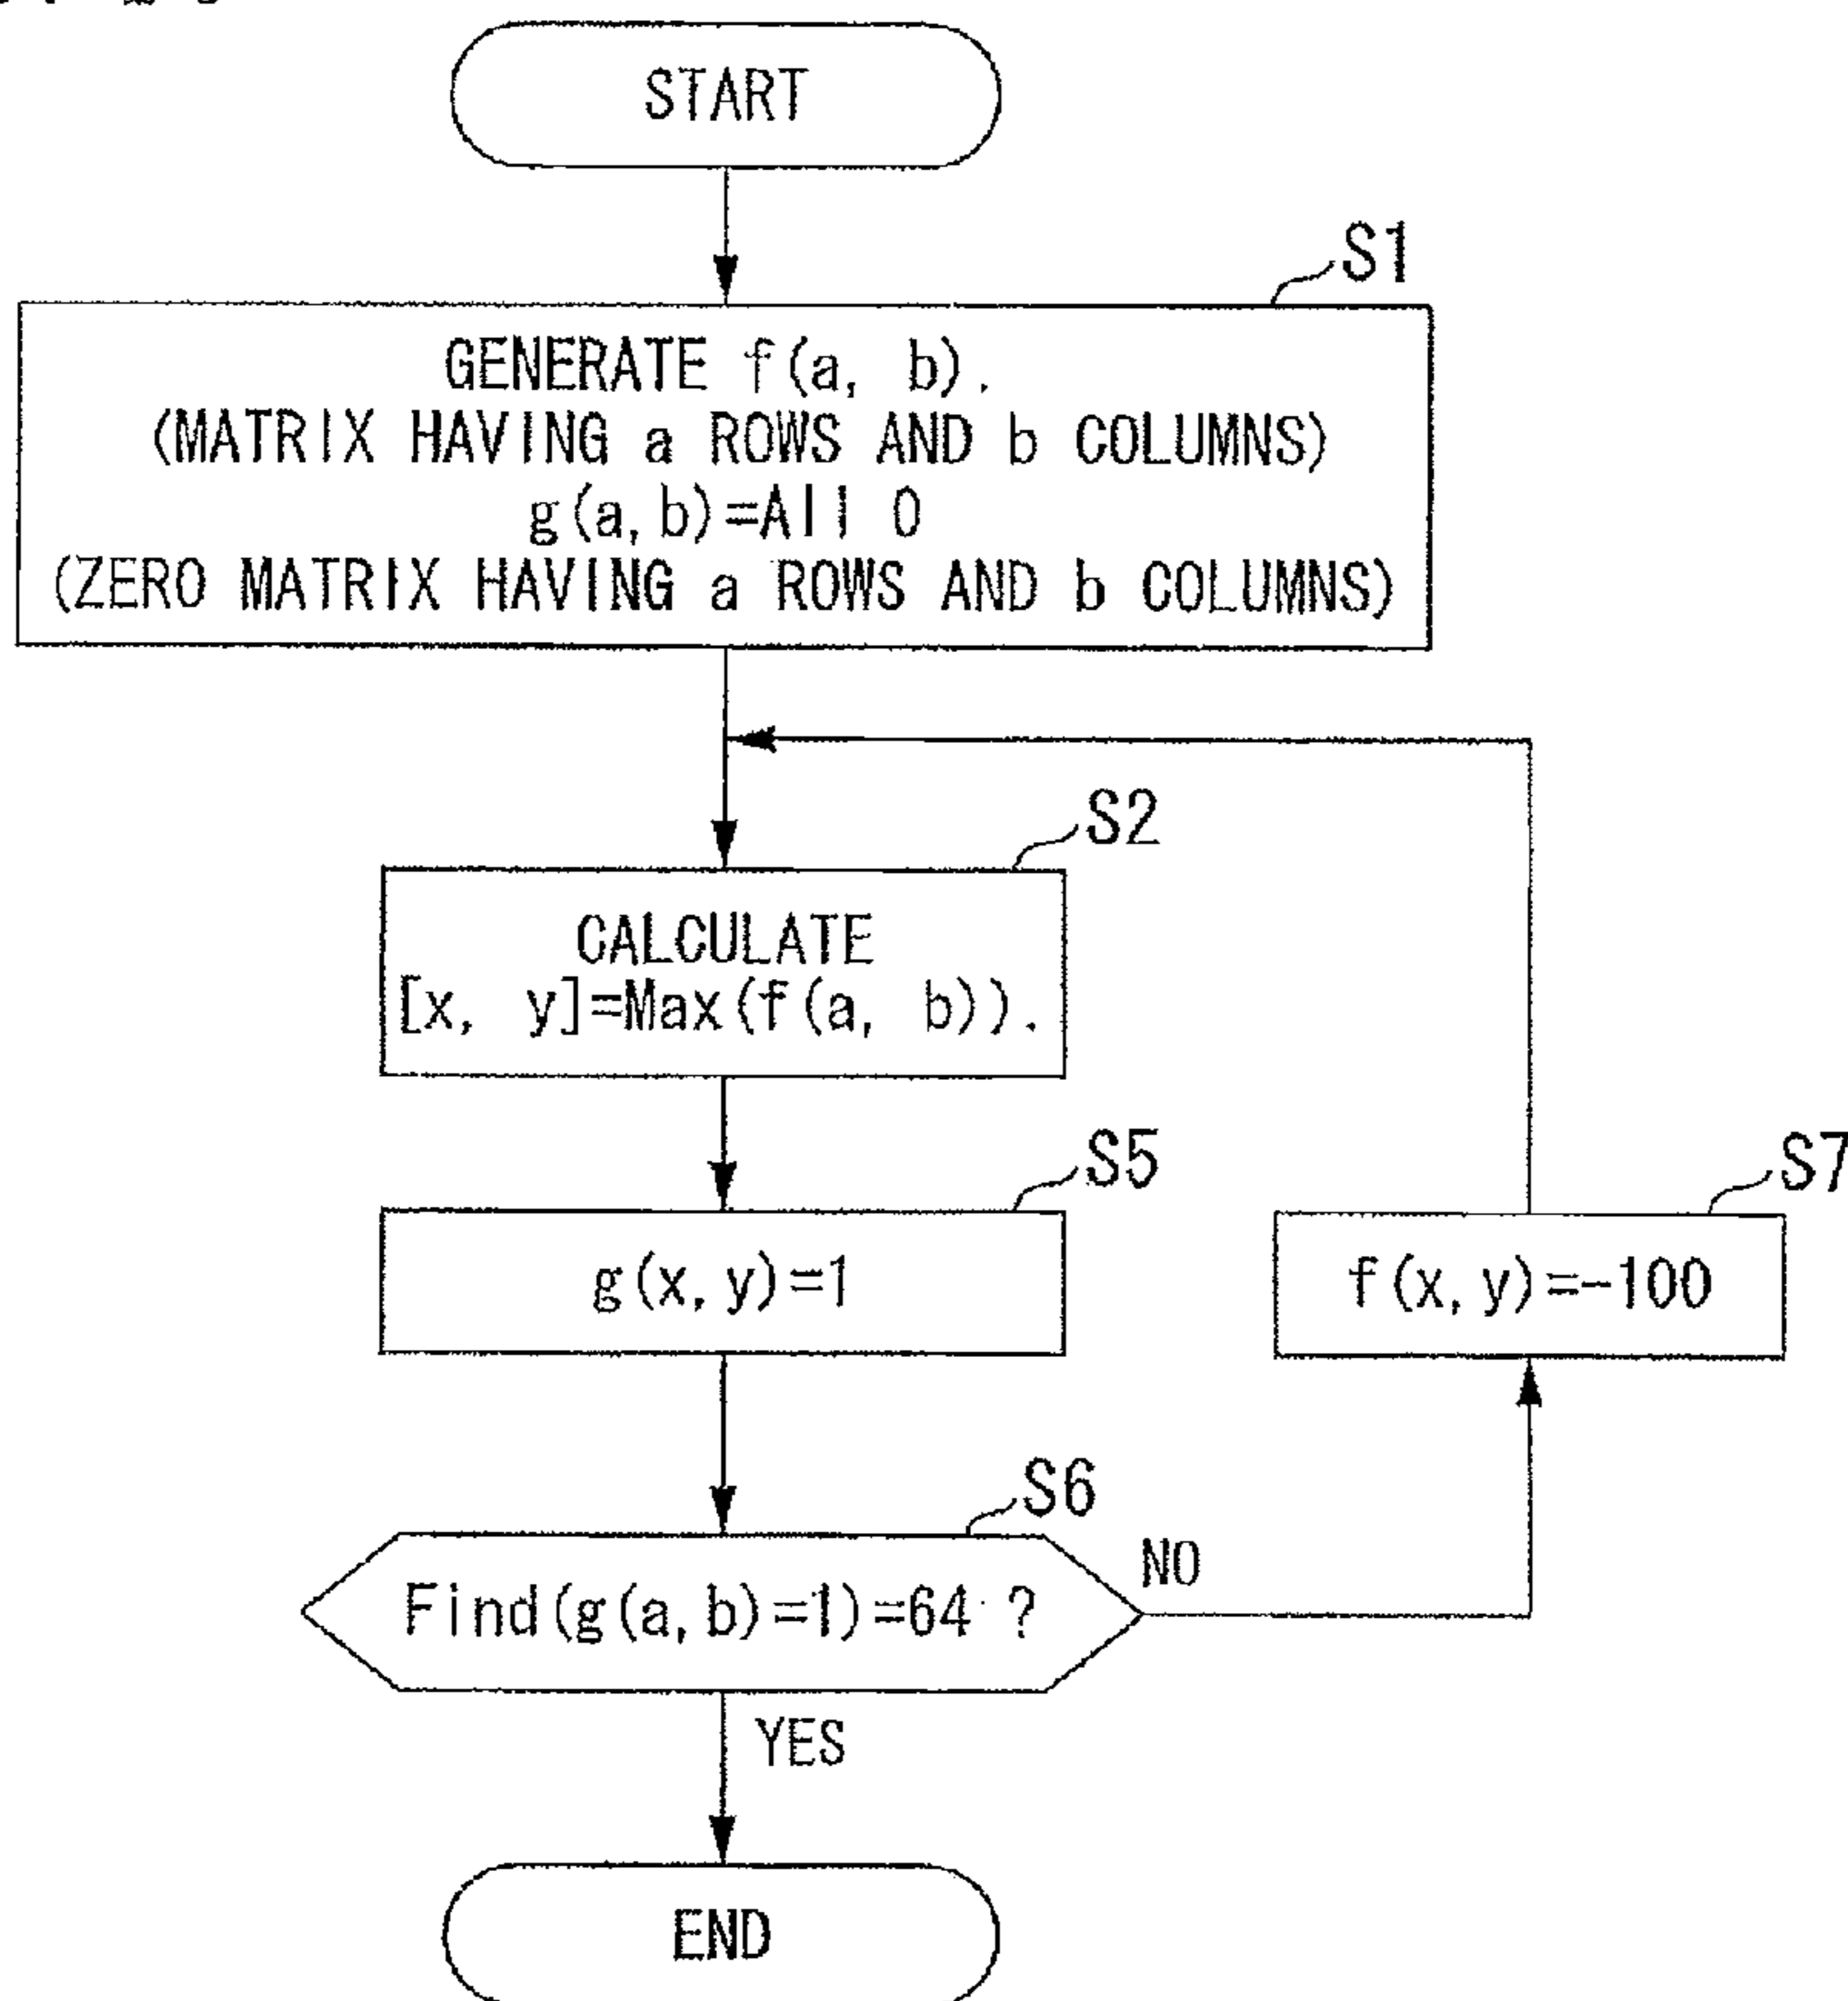 START
S1
GENERATE f(a, b).
(MATRIX HAVING a ROWS AND b COLUMNS)
g(a,b)=All 0
(ZERO MATRIX HAVING a ROWS AND b COLUMNS)
S2
CALCULATE
[x, y]=Max(f(a, b)).
S5
g(x,y)=1
S7
f(x,y)=-100
S6
Find(g(a,b)=1)=64 ?
NO
YES
END